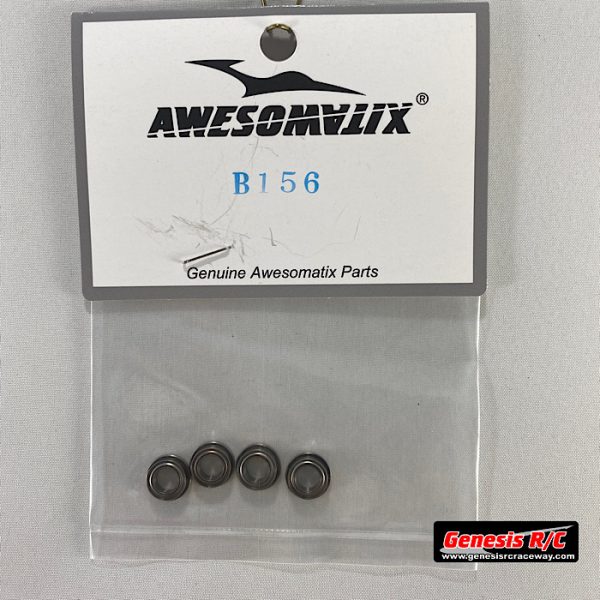 AWESOMATIX®
B156
Genuine Awesomatix Parts
Genesis R/C
www.genesisrcraceway.com